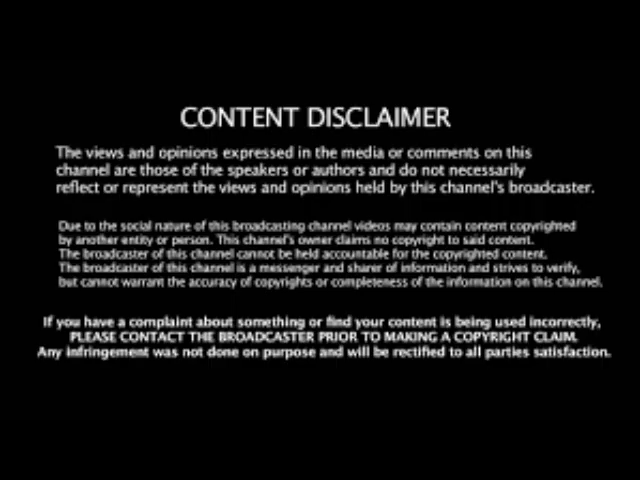 CONTENT DISCLAIMER
The views and opinions expressed in the media or comments on this
channel are those of the speakers or authors and do not necessarily
reflect or represent the views and opinions held by this channel's broadcaster.
Due to the social nature of this broadcasting channel videos may contain content copyrighted
by another entity or person. This channel's owner claims no copyright to said content.
The broadcaster of this channel cannot be held accountable for the copyrighted content.
The broadcaster of this channel is a messenger and sharer of information and strives to verify,
but cannot warrant the accuracy of copyrights or completeness of the information on this channel.
If you have a complaint about something or find your content is being used incorrectly,
PLEASE CONTACT THE BROADCASTER PRIOR TO MAKING A COPYRIGHT CLAIM.
Any infringement was not done on purpose and will be rectified to all parties satisfaction.